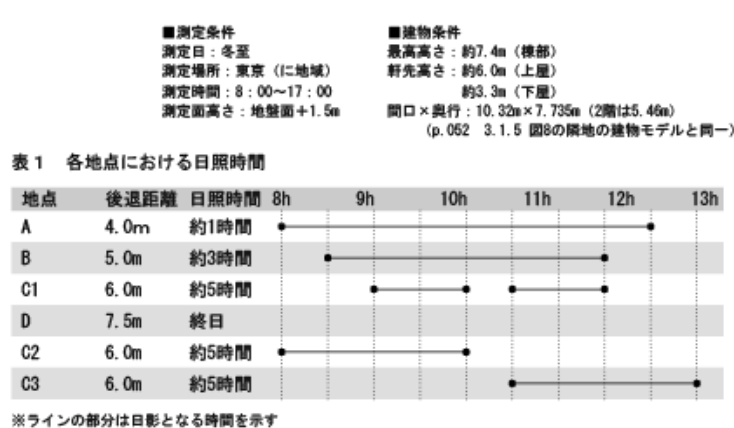 ■測定条件
測定日：冬至
測定場所：東京（に地域）
測定時間：8：00～17：00
測定面高さ：地盤面＋1.5m
■建物条件
最高高さ：約7.4m（棟部）
軒先高さ：約6.0m（上屋）
約3.3m（下屋）
間口×奥行：10.32m×7.735m（2階は5.46m）
（p.052　3.1.5 図8の隣地の建物モデルと同一）
表1　各地点における日照時間
地点 後退距離 日照時間 8h 9h 10h 11h 12h 13h
A 4.0m 約1時間
B 5.0m 約3時間
C1 6.0m 約5時間
D 7.5m 終日
C2 6.0m 約5時間
C3 6.0m 約5時間
※ラインの部分は日影となる時間を示す